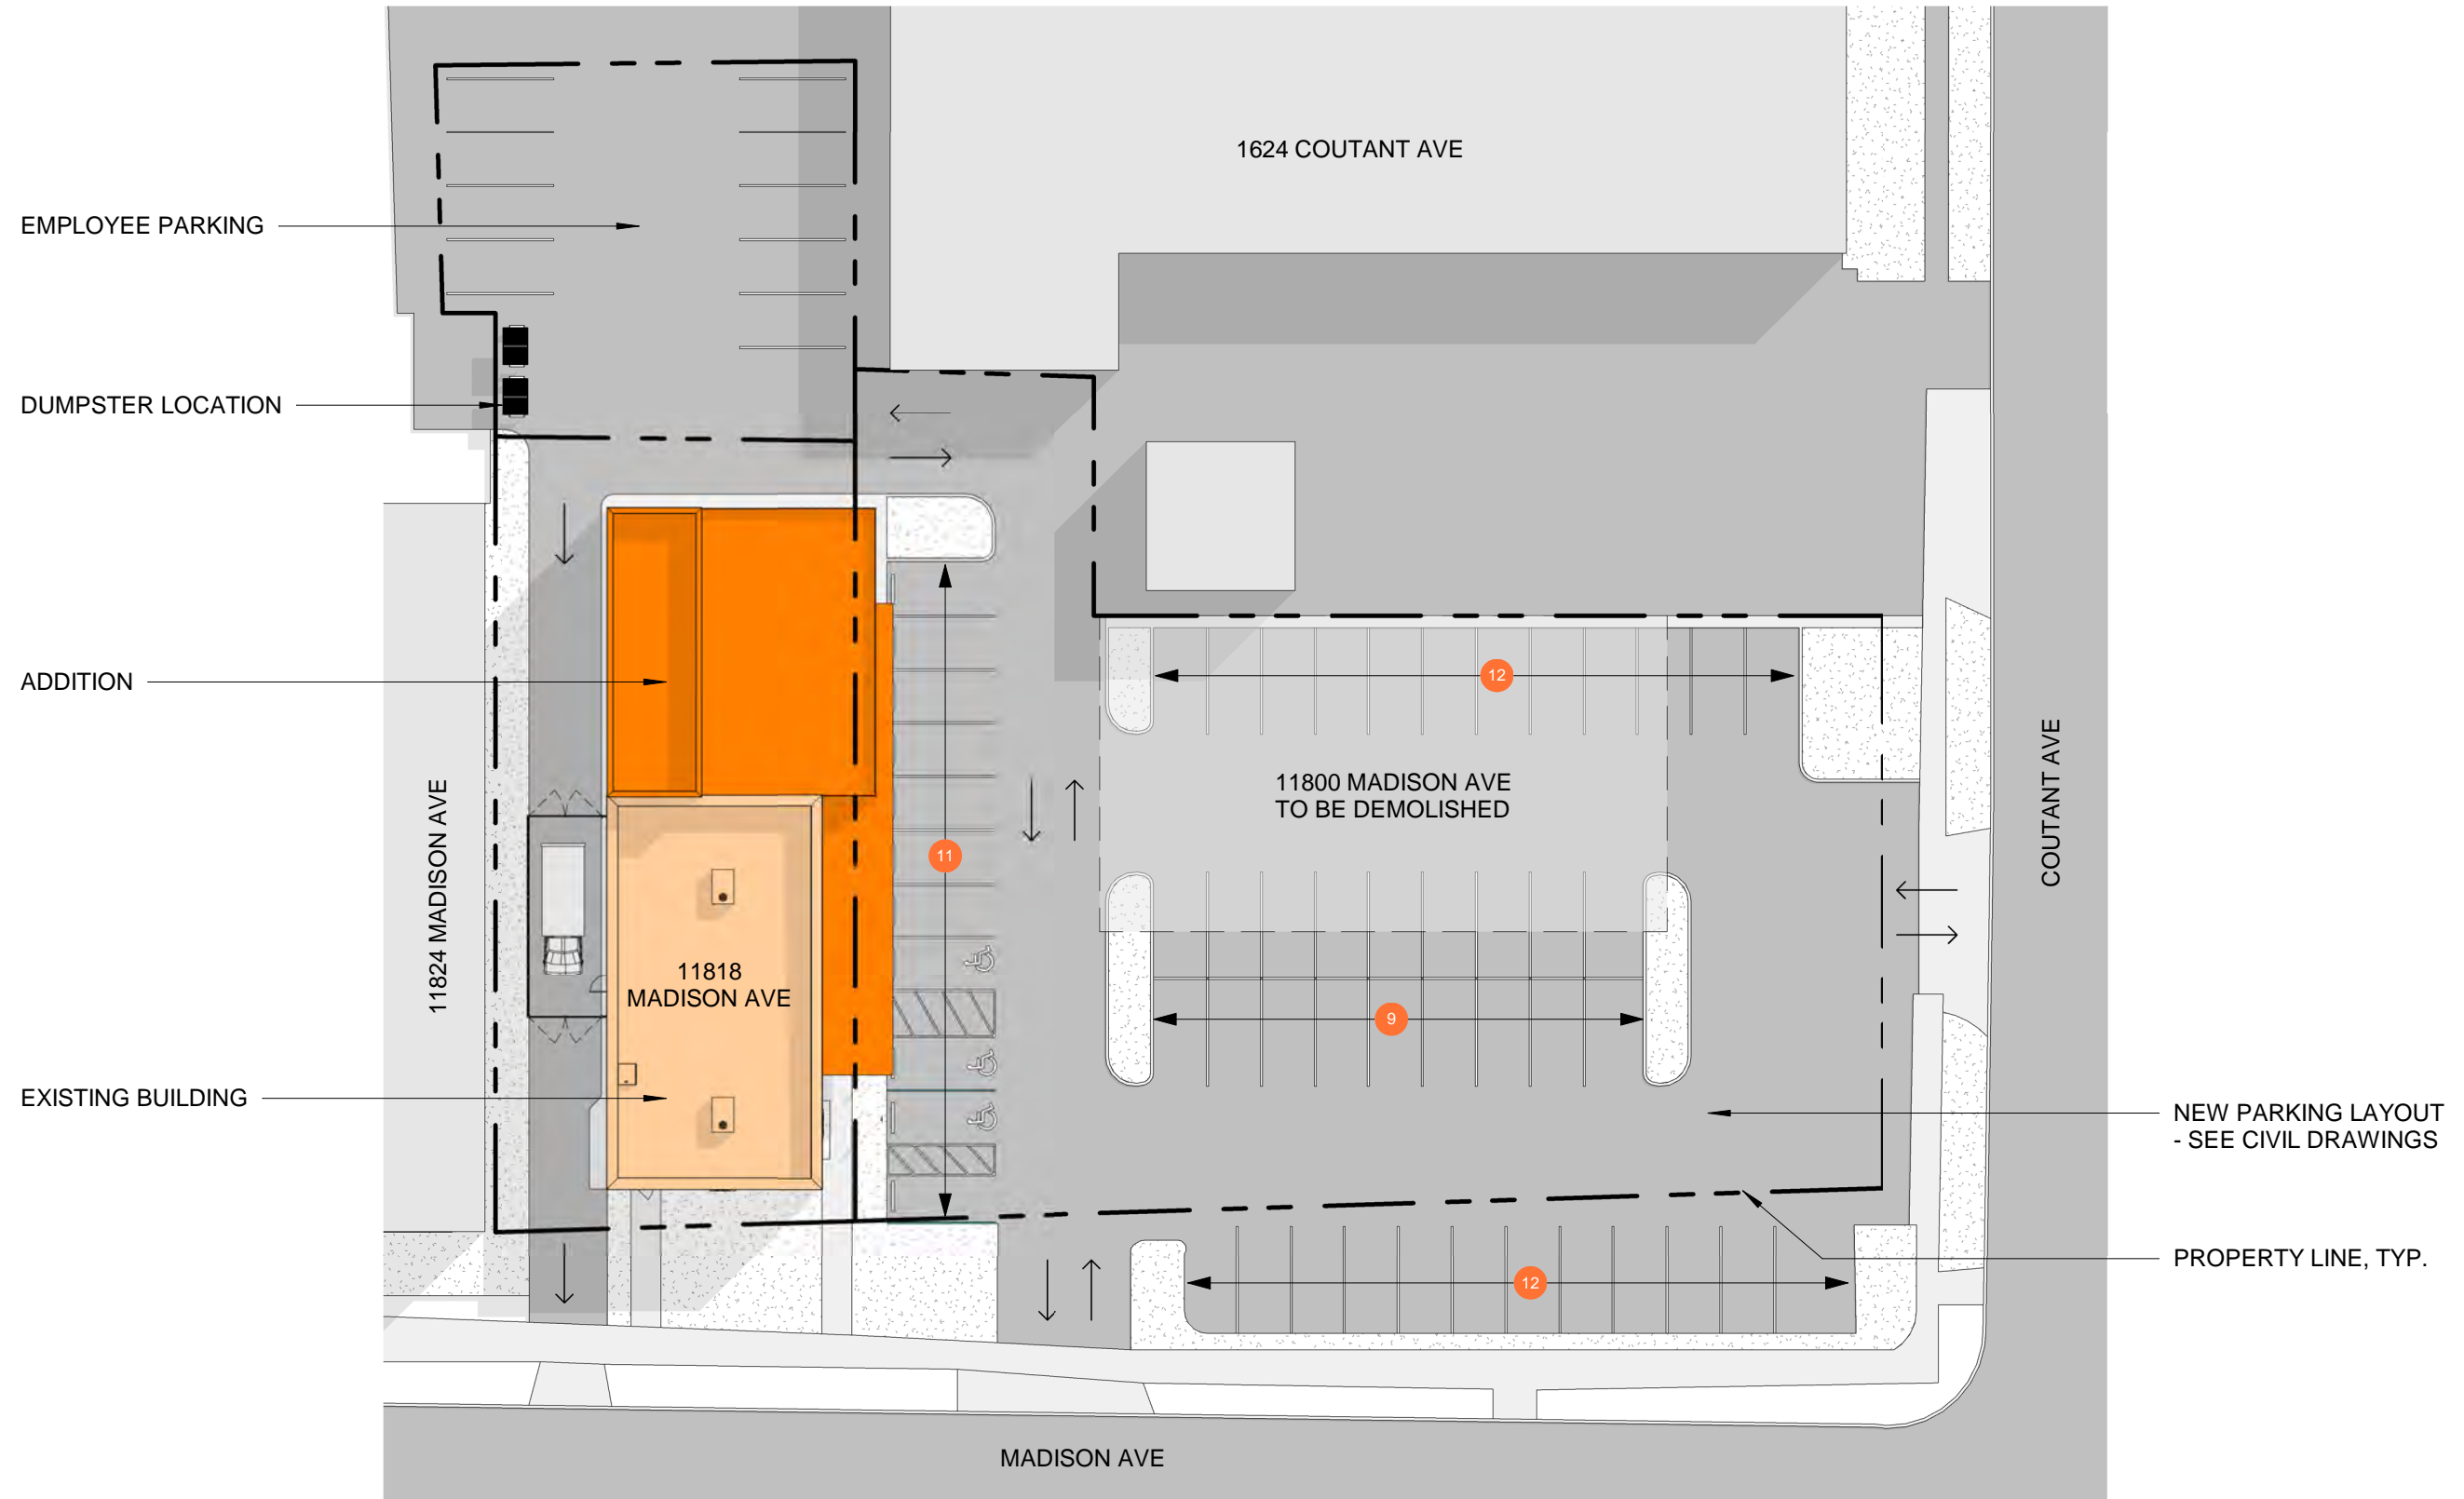 1624 COUTANT AVE
EMPLOYEE PARKING
DUMPSTER LOCATION
ADDITION
12
11800 MADISON AVE
TO BE DEMOLISHED
COUTANT AVE
11824 MADISON AVE
11
11818
MADISON AVE
9
EXISTING BUILDING
NEW PARKING LAYOUT
- SEE CIVIL DRAWINGS
PROPERTY LINE, TYP.
12
MADISON AVE